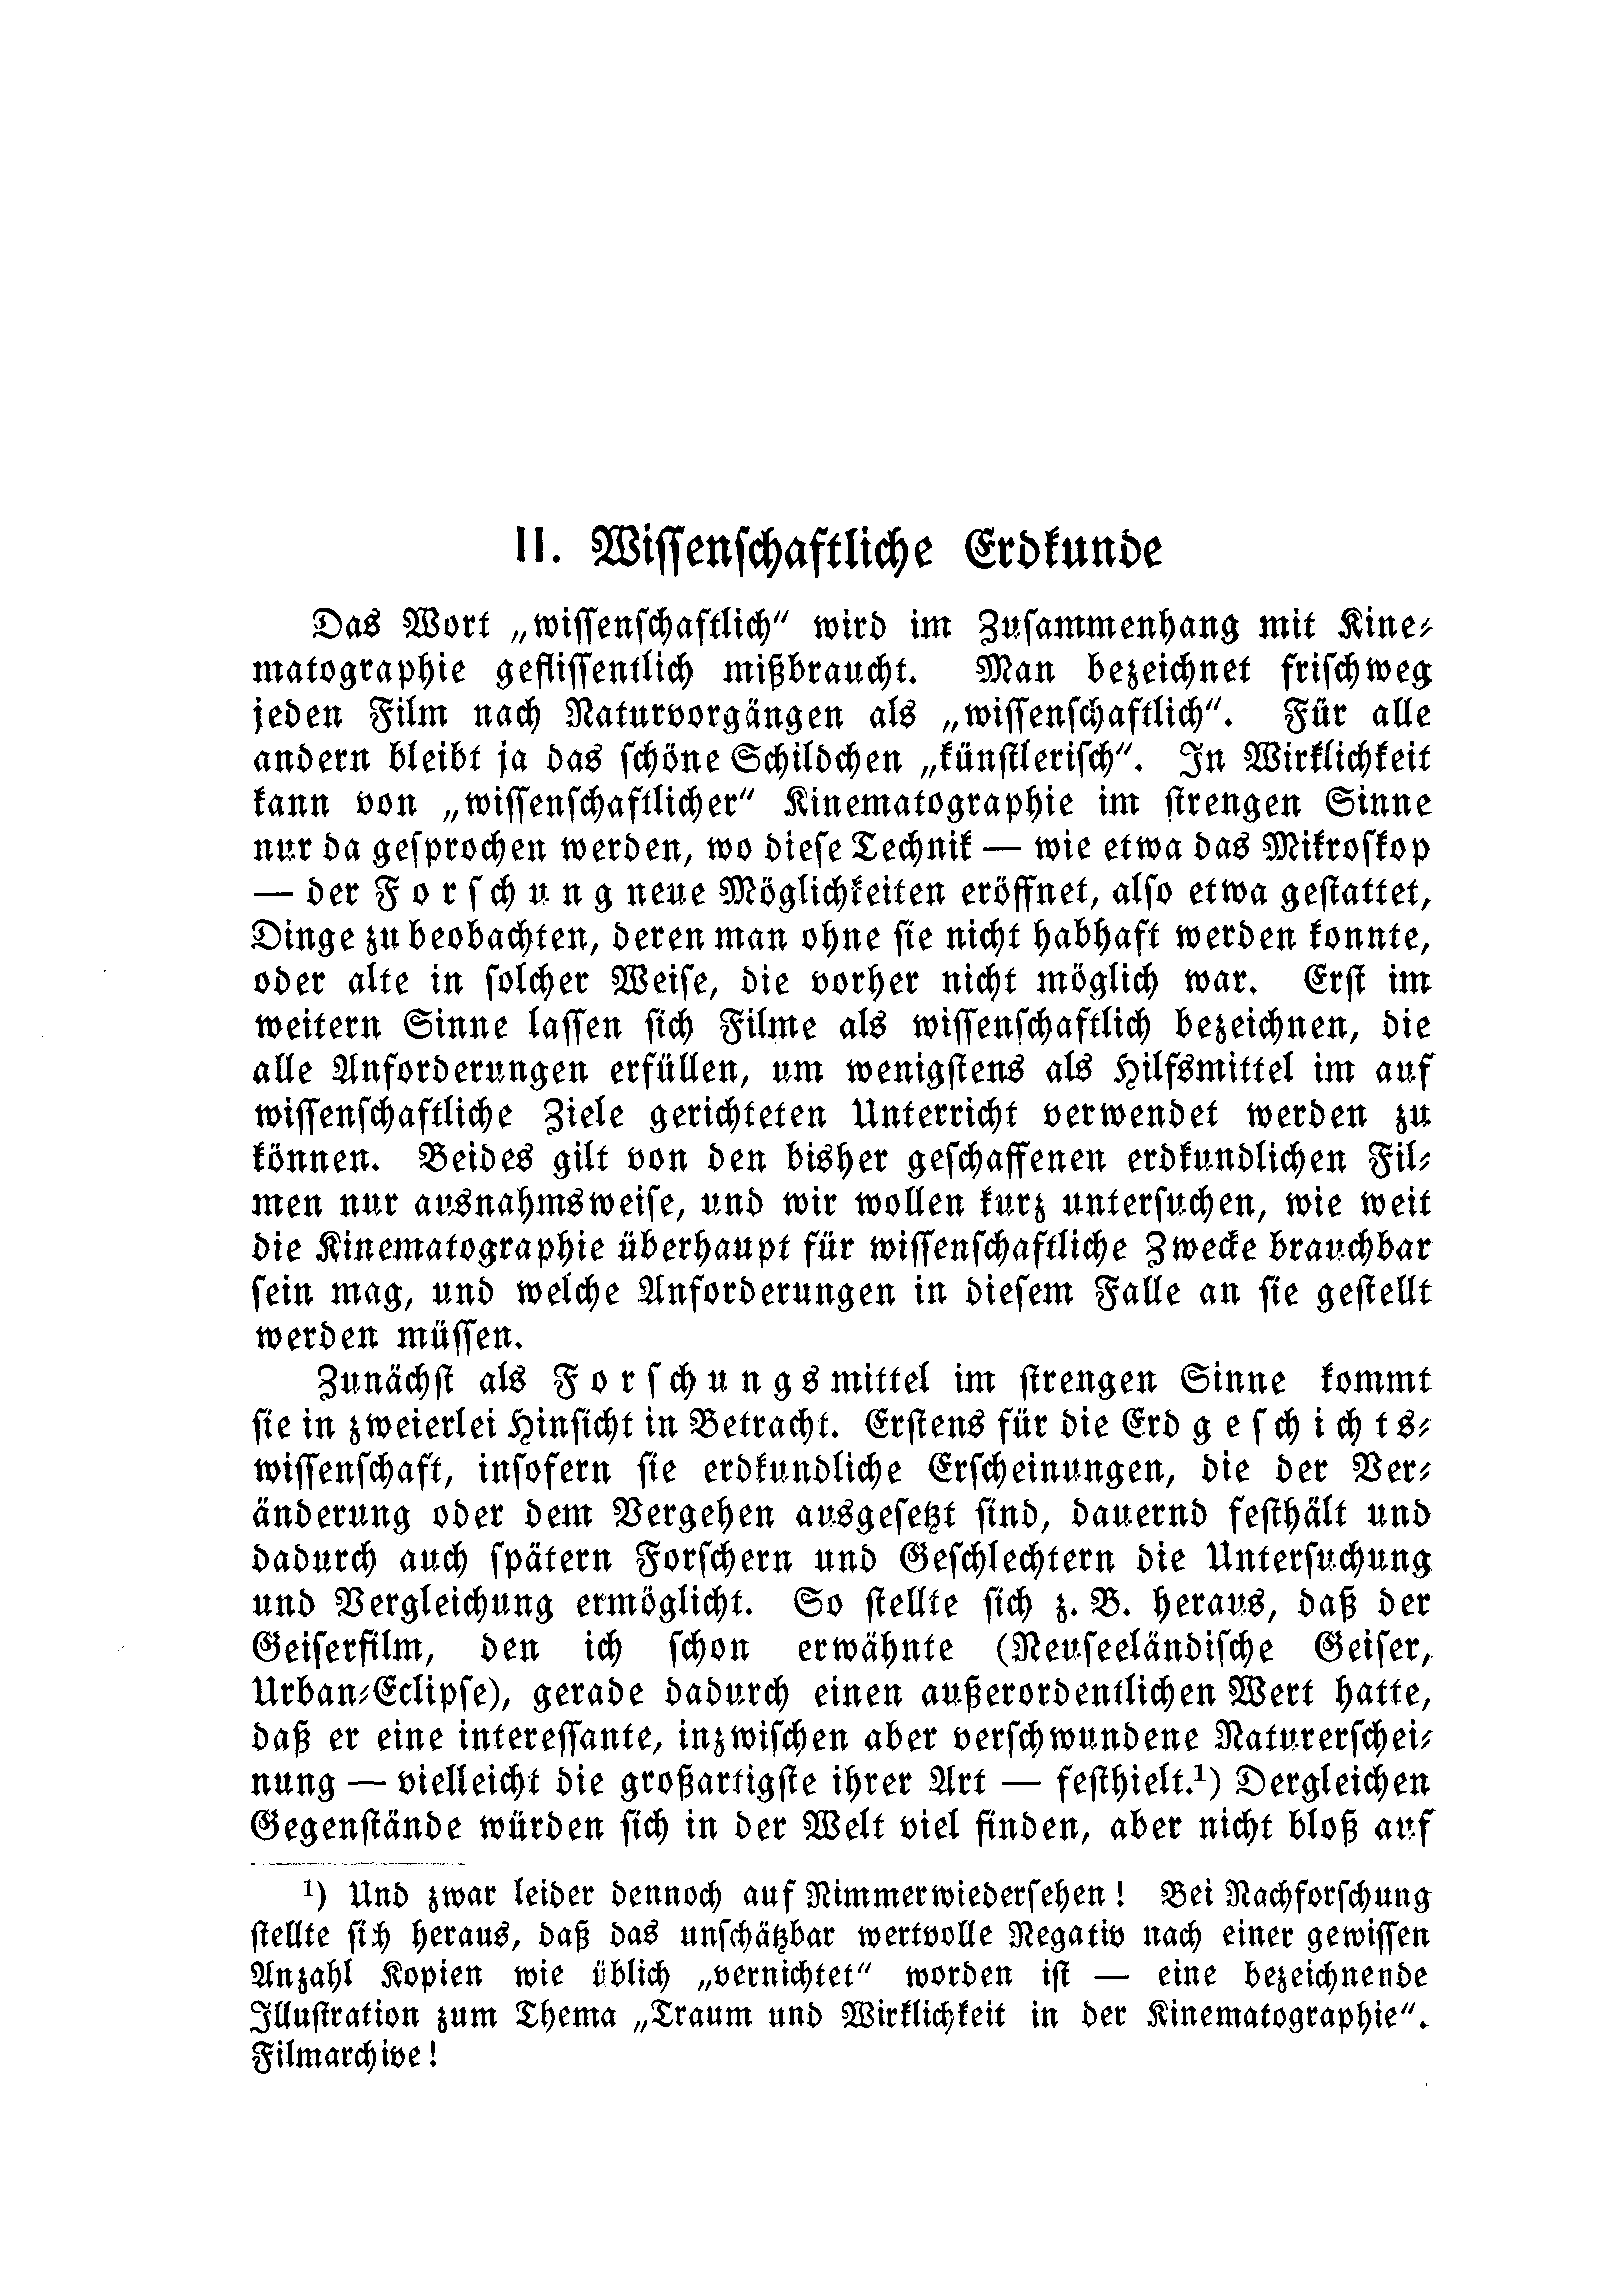 II. Wissenschaftliche Erdkunde
Das Wort „wissenschaftlich“ wird im Zusammenhang mit Kine-
matographie geflissentlich mißbraucht. Man bezeichnet frischweg
jeden Film nach Naturvorgängen als „wissenschaftlich“. Für alle
andern bleibt ja das schöne Schildchen „künstlerisch“. In Wirklichkeit
kann von „wissenschaftlicher“ Kinematographie im strengen Sinne
nur da gesprochen werden, wo diese Technik — wie etwa das Mikroskop
— der Forschung neue Möglichkeiten eröffnet, also etwa gestattet,
Dinge zu beobachten, deren man ohne sie nicht habhaft werden konnte,
oder alte in solcher Weise, die vorher nicht möglich war. Erst im
weitern Sinne lassen sich Filme als wissenschaftlich bezeichnen, die
alle Anforderungen erfüllen, um wenigstens als Hilfsmittel im auf
wissenschaftliche Ziele gerichteten Unterricht verwendet werden zu
können. Beides gilt von den bisher geschaffenen erdkundlichen Fil-
men nur ausnahmsweise, und wir wollen kurz untersuchen, wie weit
die Kinematographie überhaupt für wissenschaftliche Zwecke brauchbar
sein mag, und welche Anforderungen in diesem Falle an sie gestellt
werden müssen.
Zunächst als Forschungsmittel im strengen Sinne kommt
sie in zweierlei Hinsicht in Betracht. Erstens für die Erdgeschichts-
wissenschaft, insofern sie erdkundliche Erscheinungen, die der Ver-
änderung oder dem Vergehen ausgesetzt sind, dauernd festhält und
dadurch auch spätern Forschern und Geschlechtern die Untersuchung
und Vergleichung ermöglicht. So stellte sich z. B. heraus, daß der
Geiserfilm, den ich schon erwähnte (Neuseeländische Geiser,
Urban-Eclipse), gerade dadurch einen außerordentlichen Wert hatte,
daß er eine interessante, inzwischen aber verschwundene Naturerschei-
nung — vielleicht die großartigste ihrer Art — festhielt.¹) Dergleichen
Gegenstände würden sich in der Welt viel finden, aber nicht bloß auf
¹) Und zwar leider dennoch auf Nimmerwiedersehen! Bei Nachforschung
stellte sich heraus, daß das unschätzbar wertvolle Negativ nach einer gewissen
Anzahl Kopien wie üblich „vernichtet“ worden ist — eine bezeichnende
Illustration zum Thema „Traum und Wirklichkeit in der Kinematographie“.
Filmarchive!